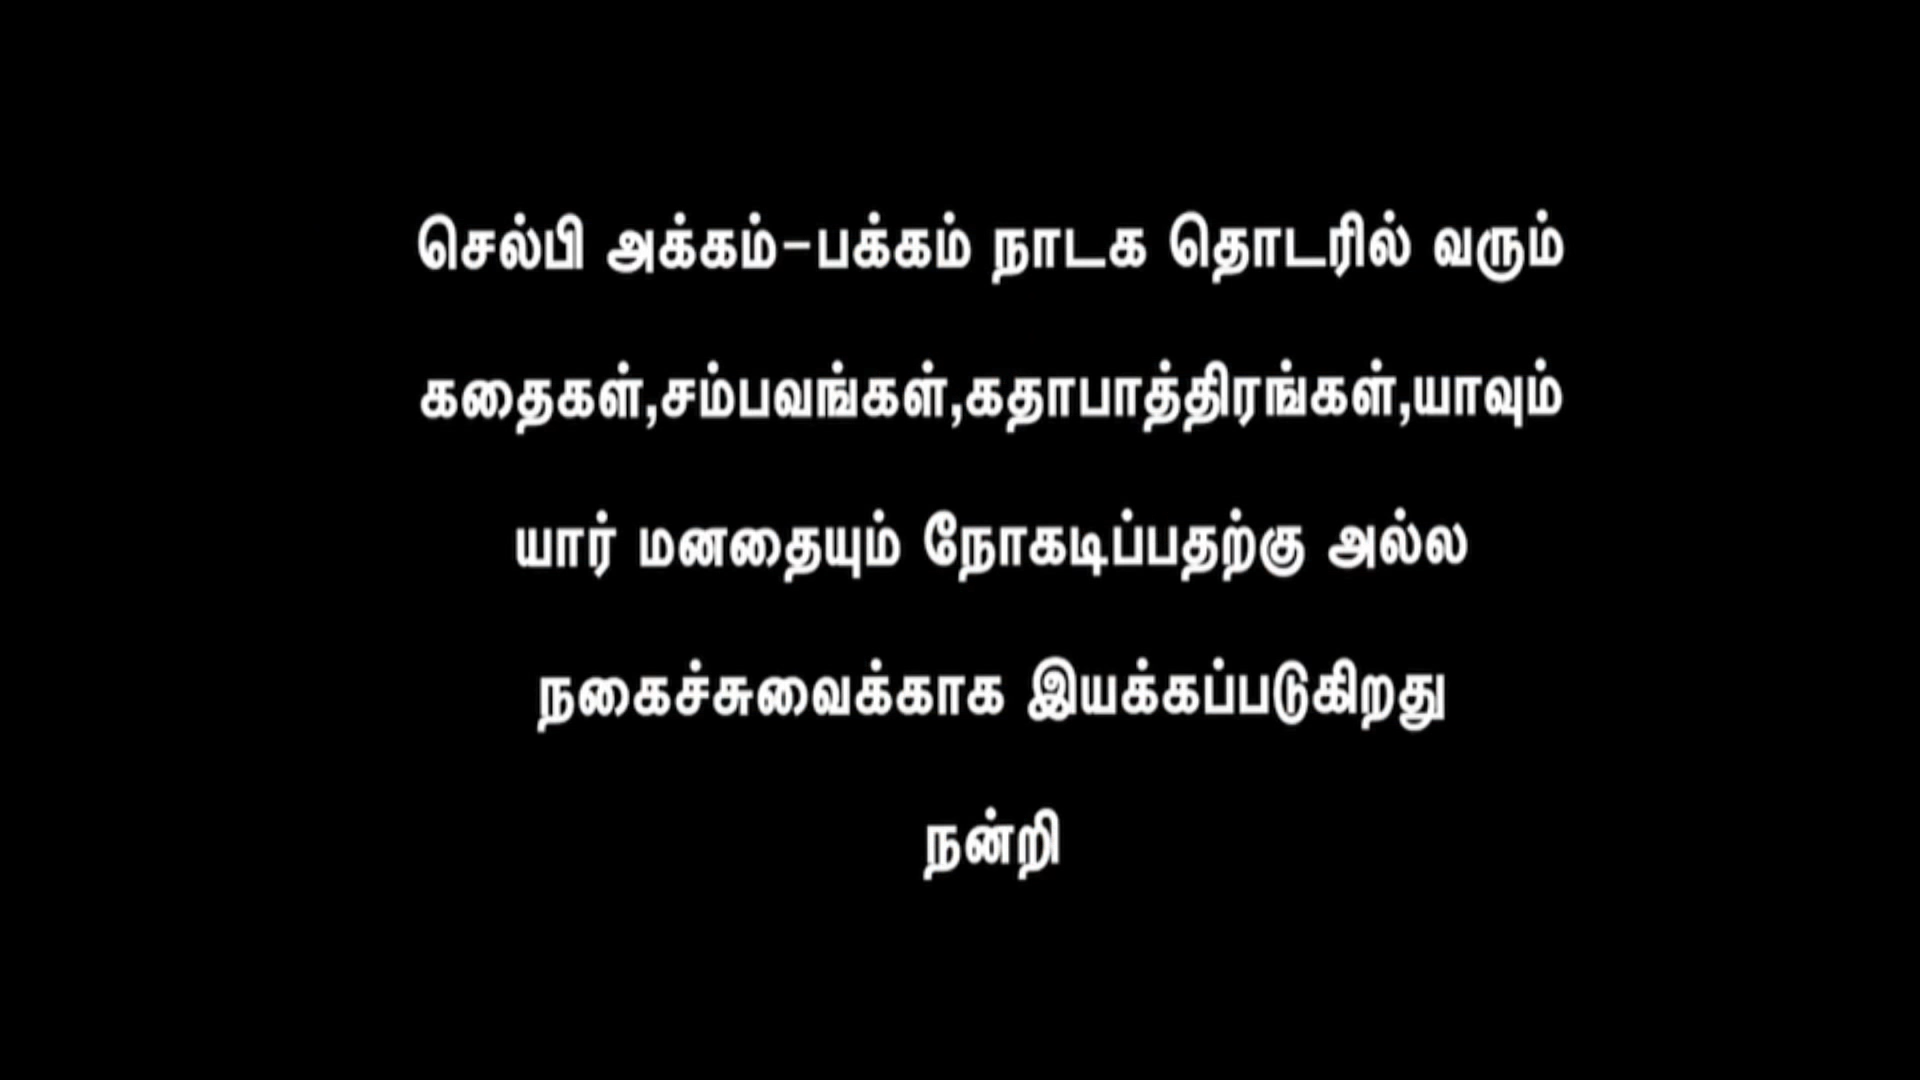 செல்பி அக்கம்-பக்கம் நாடக தொடரில் வரும்
கதைகள்,சம்பவங்கள்,கதாபாத்திரங்கள்,யாவும்
யார் மனதையும் நோகடிப்பதற்கு அல்ல
நகைச்சுவைக்காக இயக்கப்படுகிறது
நன்றி